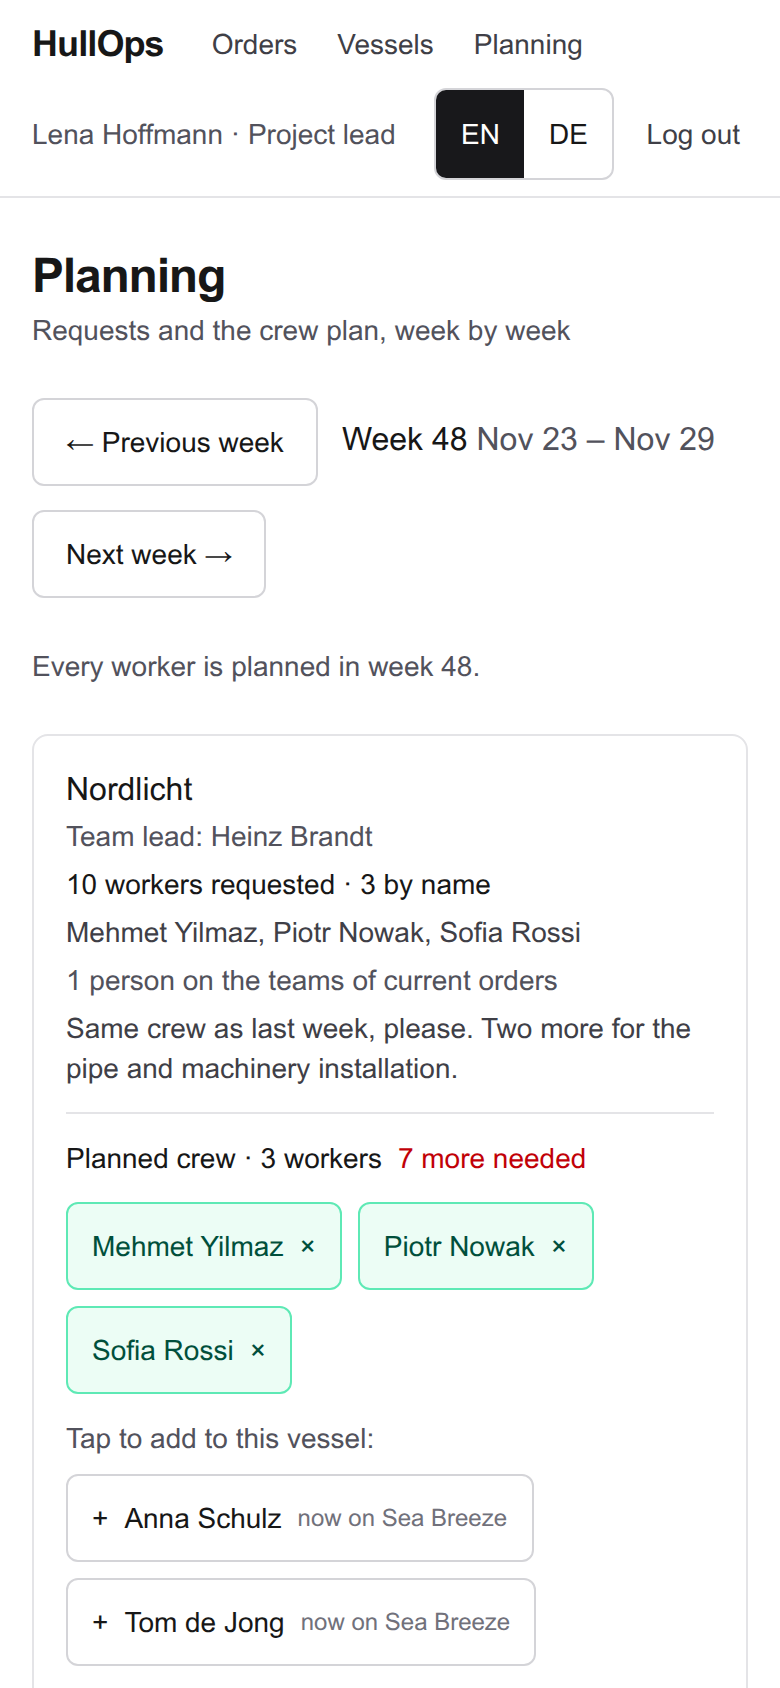 HullOps Orders Vessels Planning
Lena Hoffmann · Project lead EN DE Log out
Planning
Requests and the crew plan, week by week
← Previous week Week 48 Nov 23 – Nov 29
Next week →
Every worker is planned in week 48.
Nordlicht
Team lead: Heinz Brandt
10 workers requested · 3 by name
Mehmet Yilmaz, Piotr Nowak, Sofia Rossi
1 person on the teams of current orders
Same crew as last week, please. Two more for the
pipe and machinery installation.
Planned crew · 3 workers 7 more needed
Mehmet Yilmaz × Piotr Nowak ×
Sofia Rossi ×
Tap to add to this vessel:
+ Anna Schulz now on Sea Breeze
+ Tom de Jong now on Sea Breeze